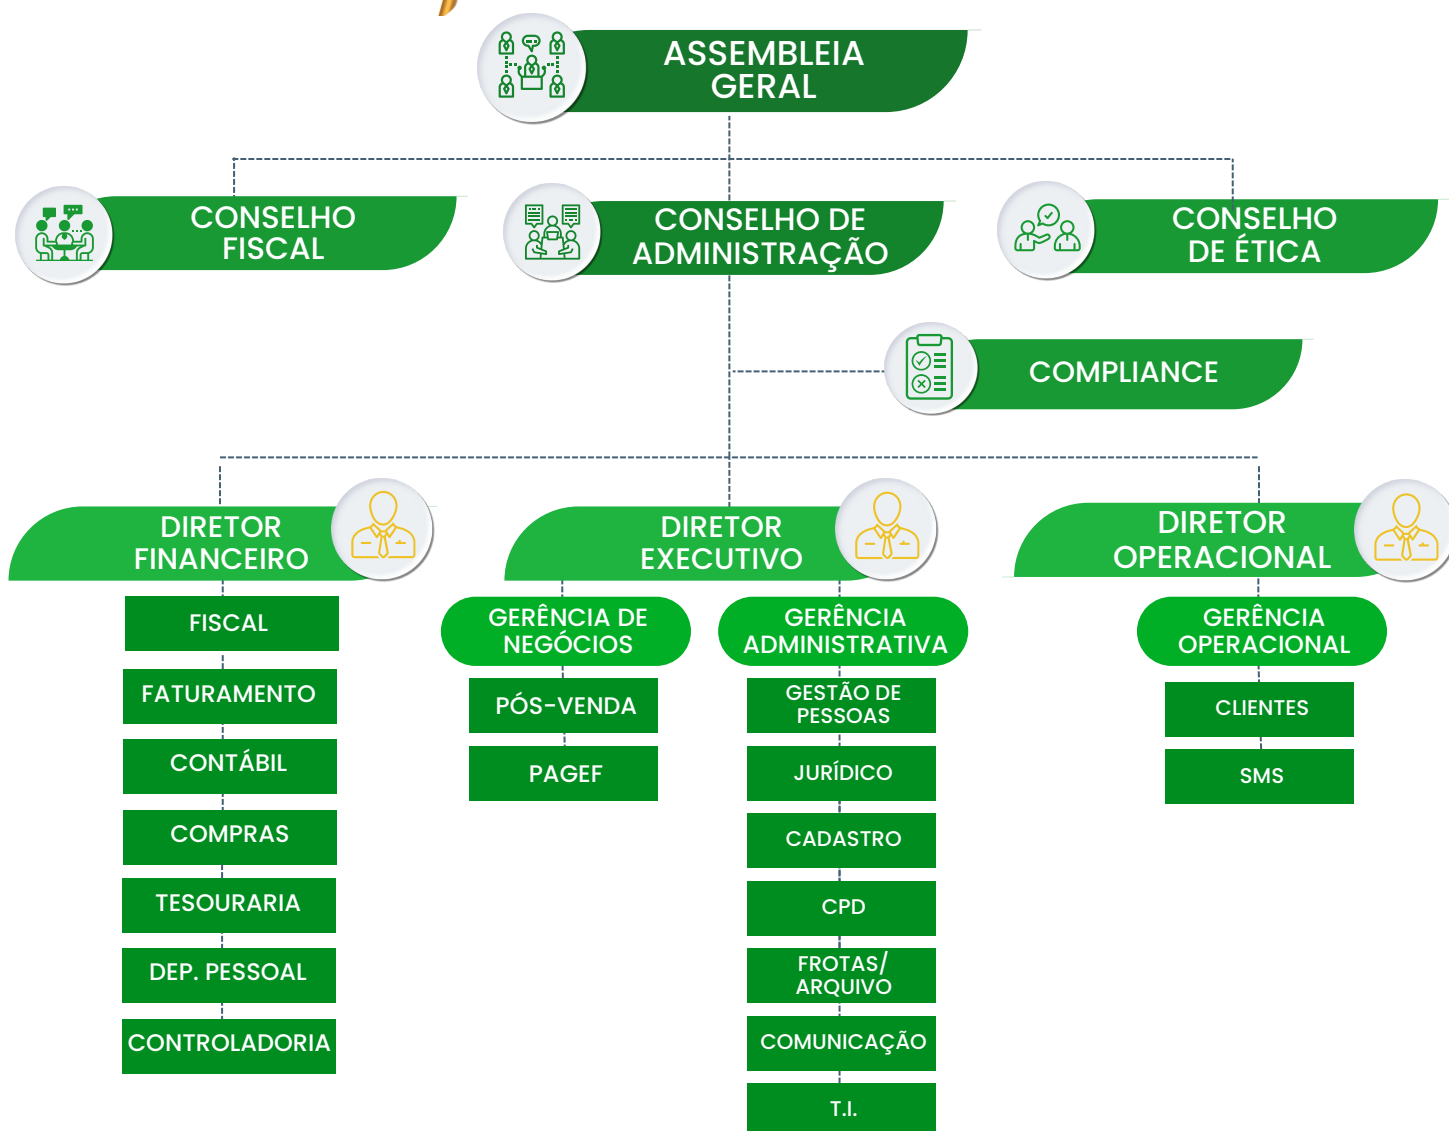 ASSEMBLEIA
GERAL
CONSELHO
FISCAL
CONSELHO DE
ADMINISTRAÇÃO
CONSELHO
DE ÉTICA
COMPLIANCE
DIRETOR
FINANCEIRO
FISCAL
FATURAMENTO
CONTÁBIL
COMPRAS
TESOURARIA
DEP. PESSOAL
CONTROLADORIA
DIRETOR
EXECUTIVO
GERÊNCIA DE
NEGÓCIOS
PÓS-VENDA
PAGEF
GERÊNCIA
ADMINISTRATIVA
GESTÃO DE
PESSOAS
JURÍDICO
CADASTRO
CPD
FROTAS/
ARQUIVO
COMUNICAÇÃO
T.I.
DIRETOR
OPERACIONAL
GERÊNCIA
OPERACIONAL
CLIENTES
SMS